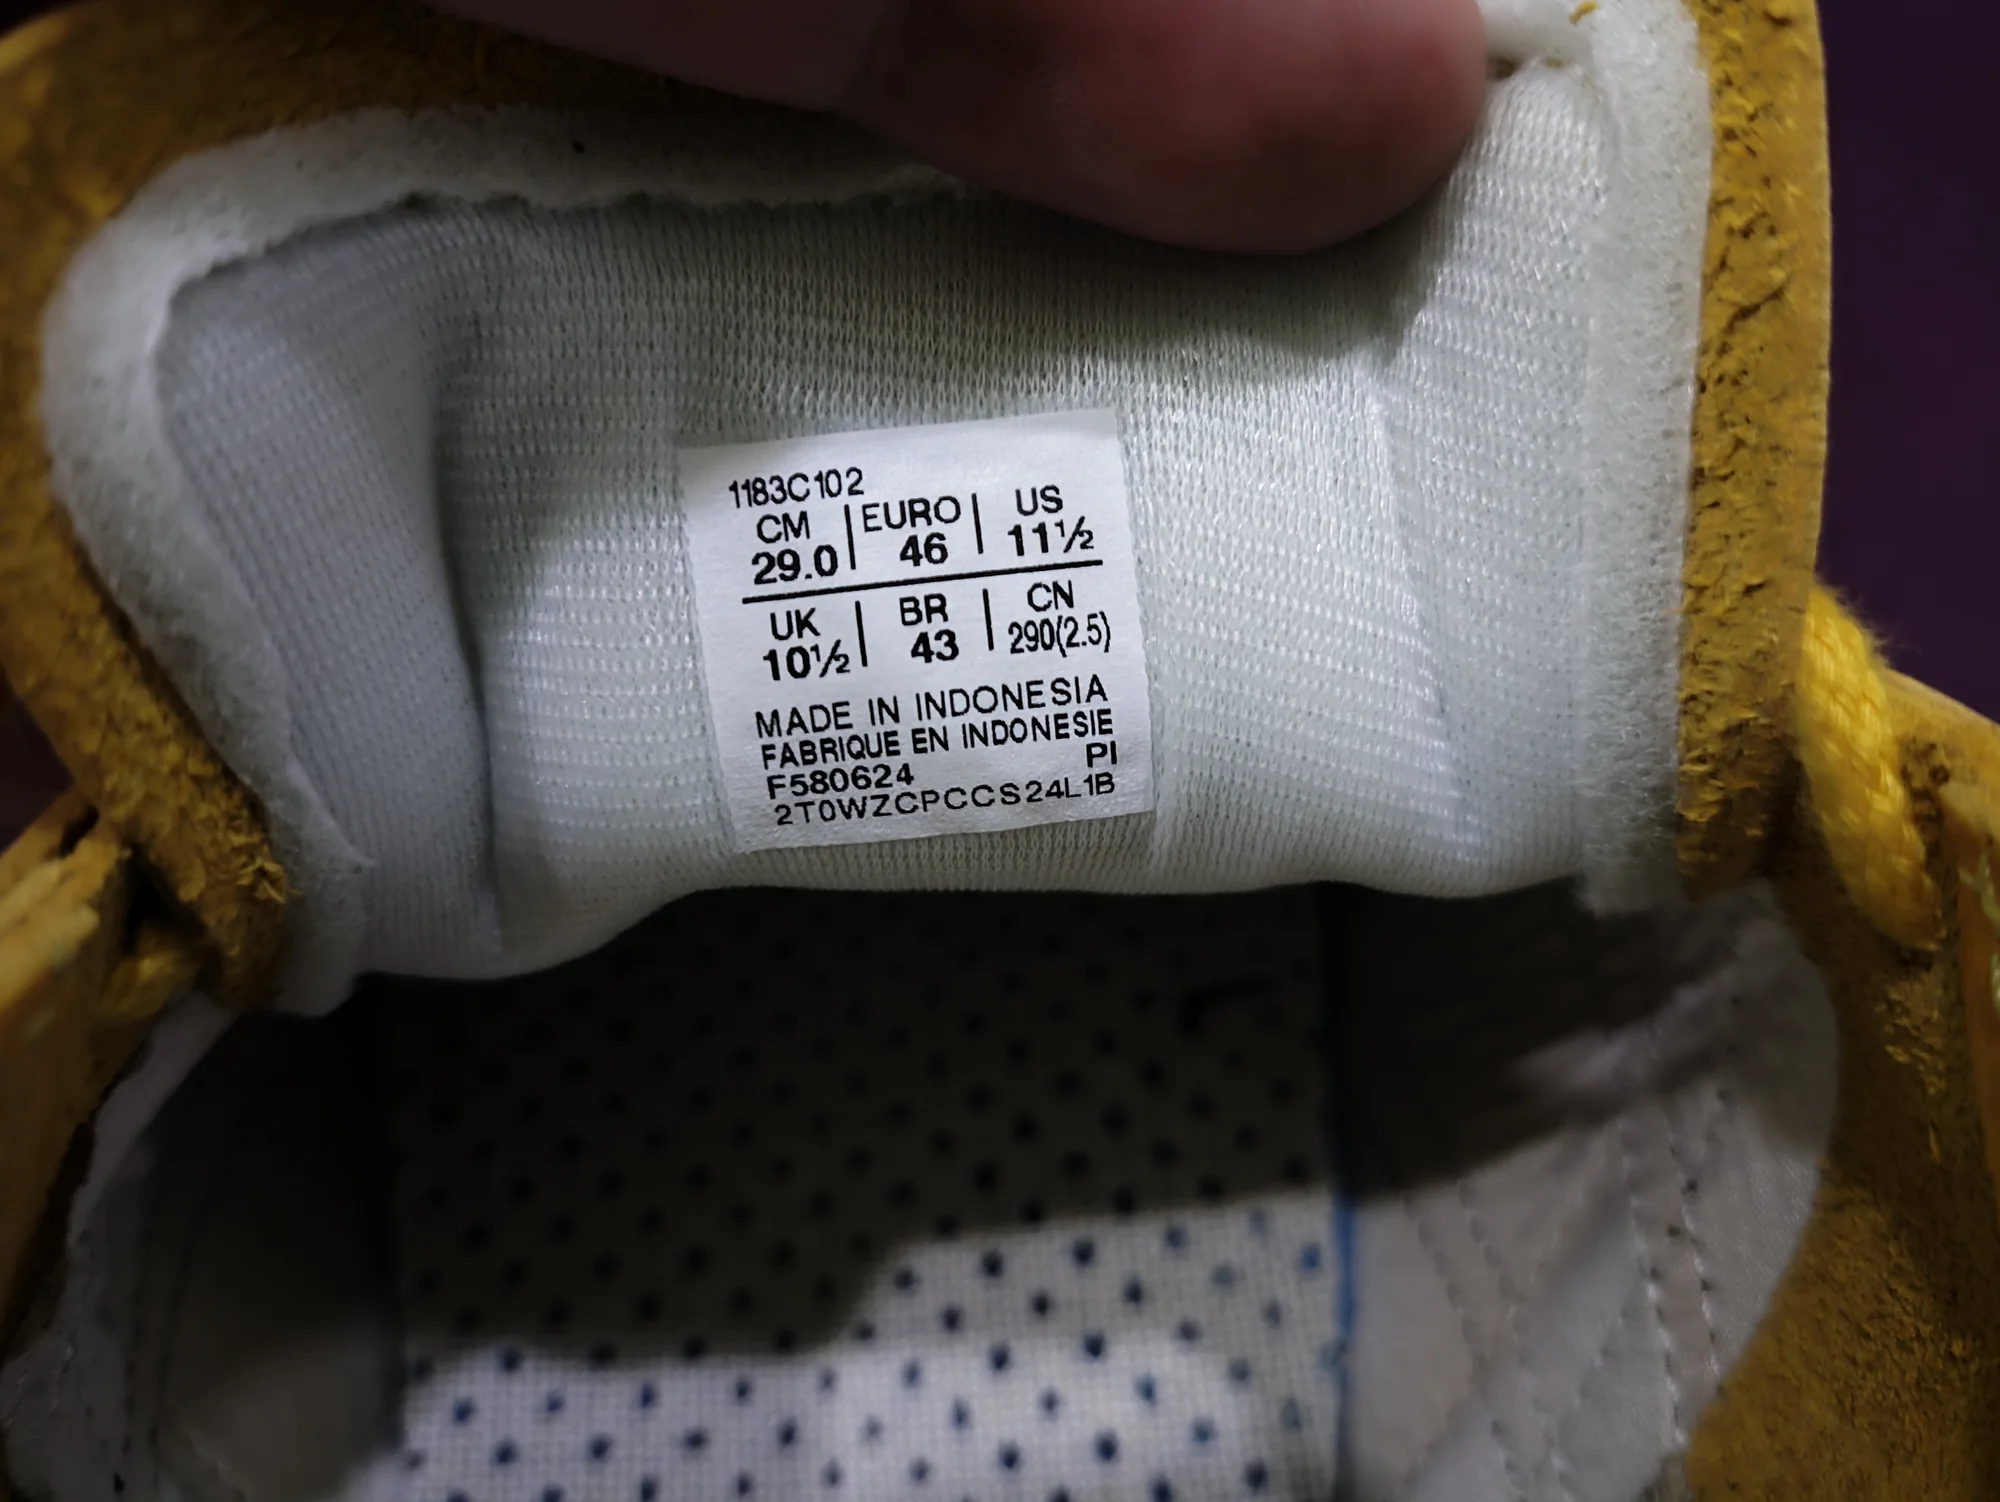 1183C102
CM | EURO | US
29.0 | 46 | 11½
UK | BR | CN
10½ | 43 | 290(2.5)
MADE IN INDONESIA
FABRIQUE EN INDONESIE
F580624 PI
2T0WZCPCCS24L1B